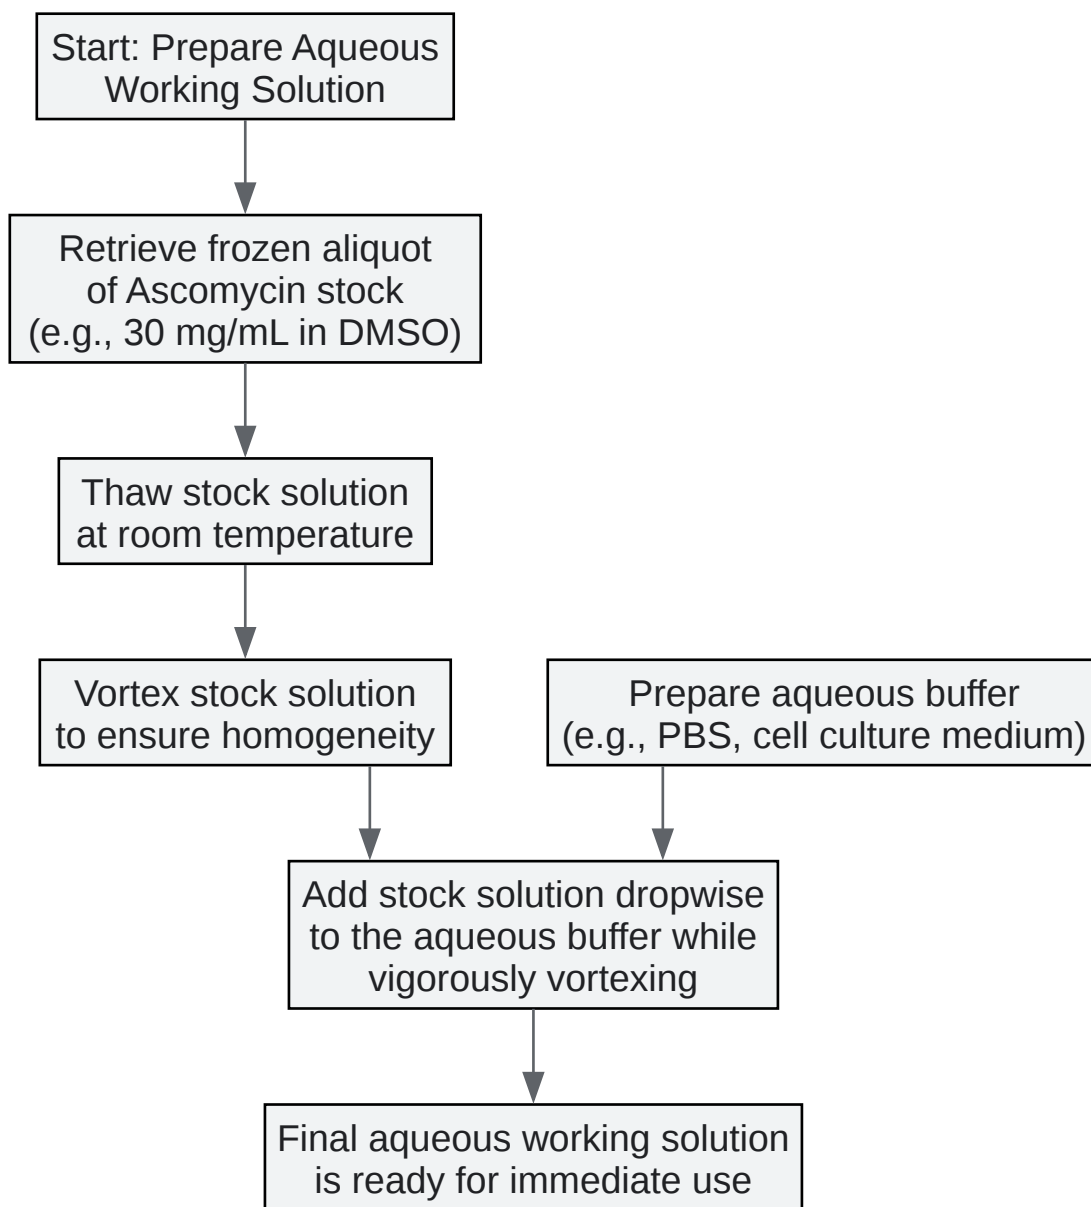 Start: Prepare Aqueous
Working Solution
Retrieve frozen aliquot
of Ascomycin stock
(e.g., 30 mg/mL in DMSO)
Thaw stock solution
at room temperature
Vortex stock solution
to ensure homogeneity
Prepare aqueous buffer
(e.g., PBS, cell culture medium)
Add stock solution dropwise
to the aqueous buffer while
vigorously vortexing
Final aqueous working solution
is ready for immediate use